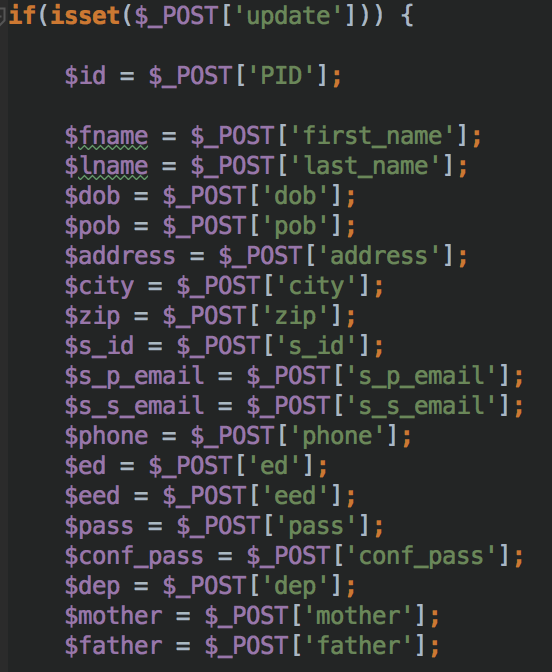 if(isset($_POST['update'])) {
$id = $_POST['PID'];
$fname = $_POST['first_name'];
$lname = $_POST['last_name'];
$dob = $_POST['dob'];
$pob = $_POST['pob'];
$address = $_POST['address'];
$city = $_POST['city'];
$zip = $_POST['zip'];
$s_id = $_POST['s_id'];
$s_p_email = $_POST['s_p_email'];
$s_s_email = $_POST['s_s_email'];
$phone = $_POST['phone'];
$ed = $_POST['ed'];
$eed = $_POST['eed'];
$pass = $_POST['pass'];
$conf_pass = $_POST['conf_pass'];
$dep = $_POST['dep'];
$mother = $_POST['mother'];
$father = $_POST['father'];